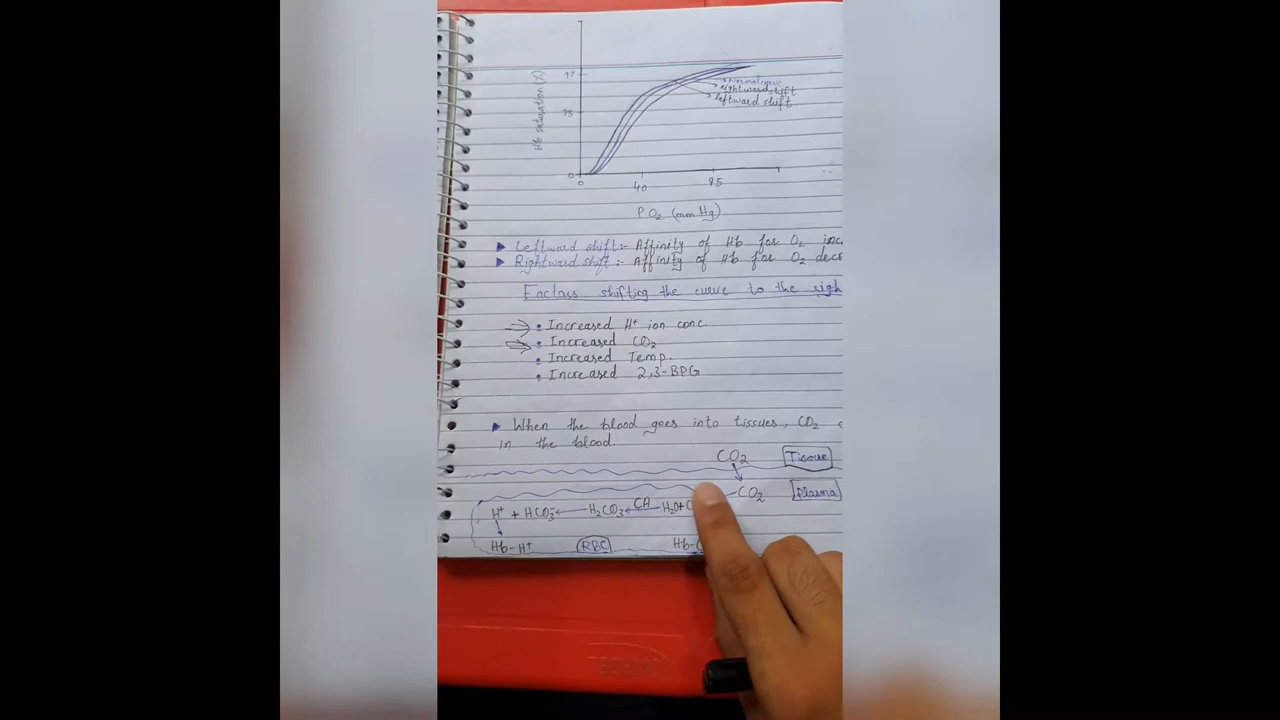 97
Hb saturation (%)
75
0
0
40
95
PO₂ (mm Hg)
Normal curve
rightward shift
leftward shift
Leftward shift:- Affinity of Hb for O₂ inc
Rightward shift:- Affinity of Hb for O₂ dec
Factors shifting the curve to the righ
Increased H⁺ ion conc.
Increased CO₂
Increased Temp.
Increased 2,3-BPG
When the blood goes into tissues, CO₂
in the blood.
CO₂ Tissue
CO₂ Plasma
H⁺ + HCO₃⁻ ← H₂CO₃ ← CA H₂O+C
Hb-H⁺ RBC Hb-C